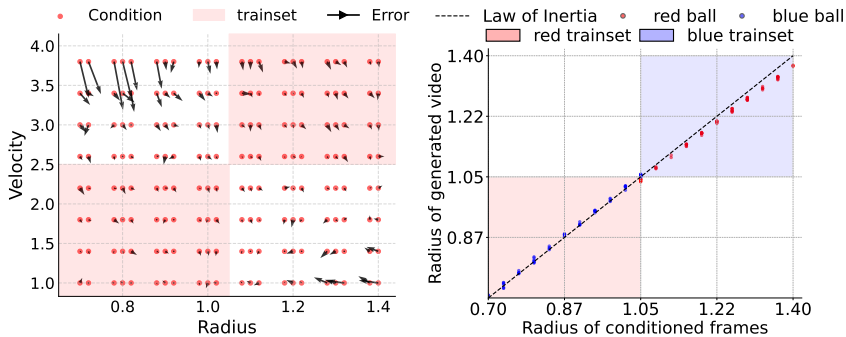 Condition trainset Error
4.0
3.5
3.0
2.5
2.0
1.5
1.0
Velocity
0.8 1.0 1.2 1.4
Radius
Law of Inertia red ball blue ball
red trainset blue trainset
1.40
1.22
1.05
0.87
Radius of generated video
0.70 0.87 1.05 1.22 1.40
Radius of conditioned frames